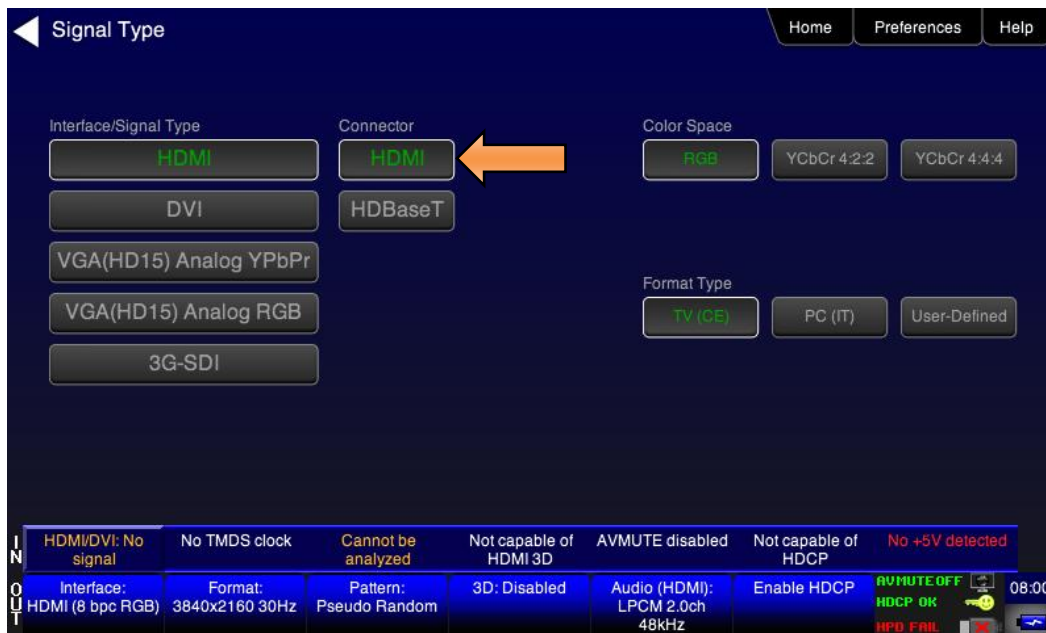 Signal Type
Home
Preferences
Help
Interface/Signal Type
Connector
Color Space
HDMI
HDMI
RGB
YCbCr 4:2:2
YCbCr 4:4:4
DVI
HDBaseT
VGA(HD15) Analog YPbPr
Format Type
VGA(HD15) Analog RGB
TV (CE)
PC (IT)
User-Defined
3G-SDI
IN
HDMI/DVI: No
signal
No TMDS clock
Cannot be
analyzed
Not capable of
HDMI 3D
AVMUTE disabled
Not capable of
HDCP
No +5V detected
OUT
Interface:
HDMI (8 bpc RGB)
Format:
3840x2160 30Hz
Pattern:
Pseudo Random
3D: Disabled
Audio (HDMI):
LPCM 2.0ch
48kHz
Enable HDCP
AVMUTE OFF
HDCP OK
HPD FAIL
08:00